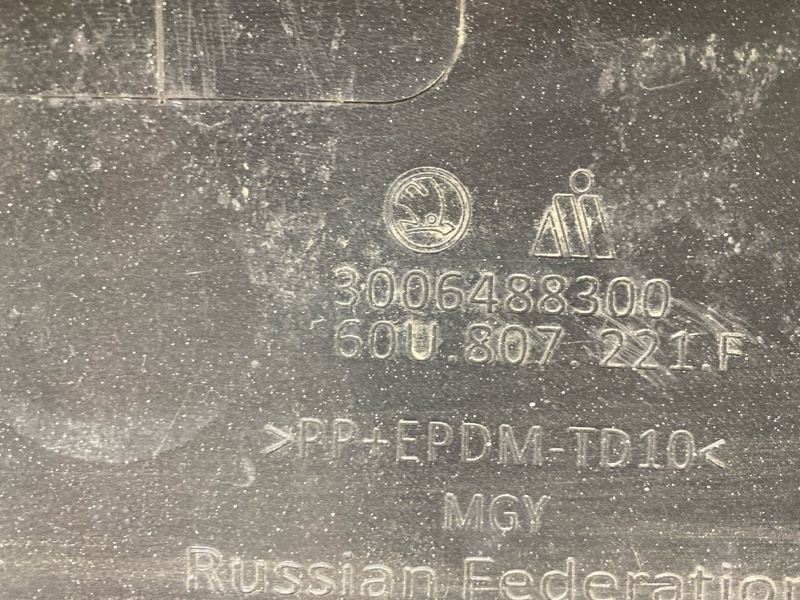 3006488300
60U.807.221.F
>PP+EPDM-TD10<
MGY
Russian Federation